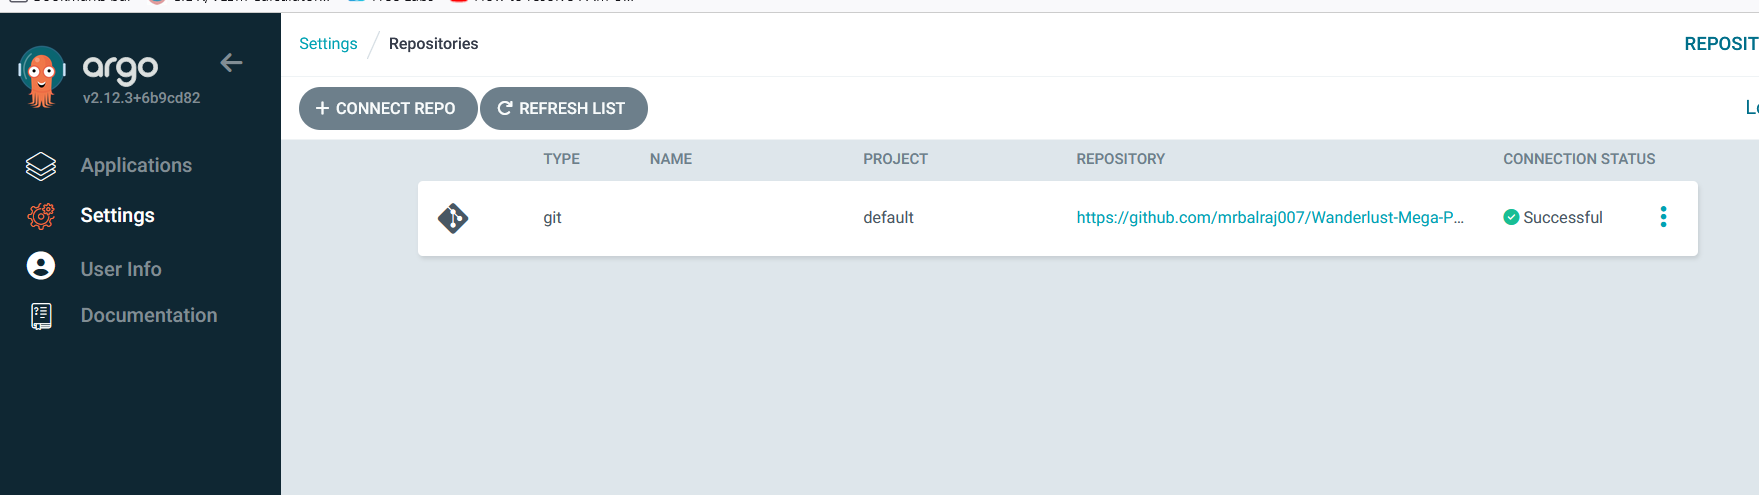 Settings / Repositories
REPOSIT
argo
v2.12.3+6b9cd82
+ CONNECT REPO
REFRESH LIST
TYPE NAME PROJECT REPOSITORY CONNECTION STATUS
git default https://github.com/mrbalraj007/Wanderlust-Mega-P... Successful
Applications
Settings
User Info
Documentation